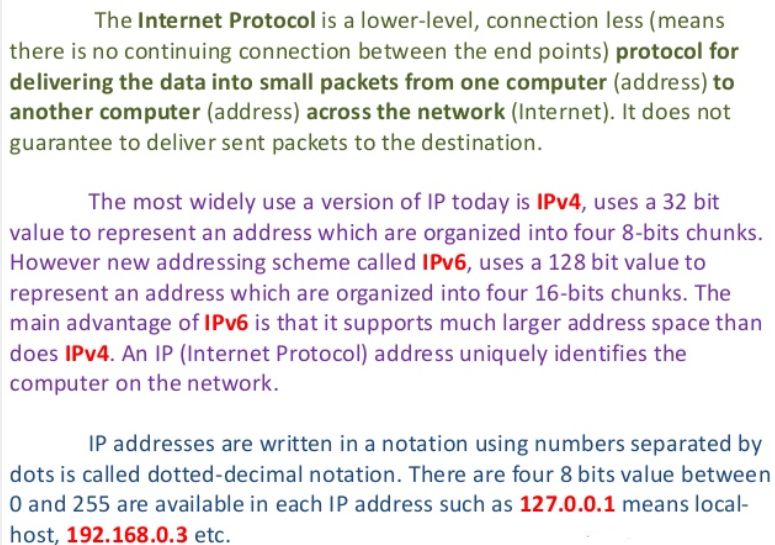 The Internet Protocol is a lower-level, connection less (means
there is no continuing connection between the end points) protocol for
delivering the data into small packets from one computer (address) to
another computer (address) across the network (Internet). It does not
guarantee to deliver sent packets to the destination.
The most widely use a version of IP today is IPv4, uses a 32 bit
value to represent an address which are organized into four 8-bits chunks.
However new addressing scheme called IPv6, uses a 128 bit value to
represent an address which are organized into four 16-bits chunks. The
main advantage of IPv6 is that it supports much larger address space than
does IPv4. An IP (Internet Protocol) address uniquely identifies the
computer on the network.
IP addresses are written in a notation using numbers separated by
dots is called dotted-decimal notation. There are four 8 bits value between
0 and 255 are available in each IP address such as 127.0.0.1 means local-
host, 192.168.0.3 etc.